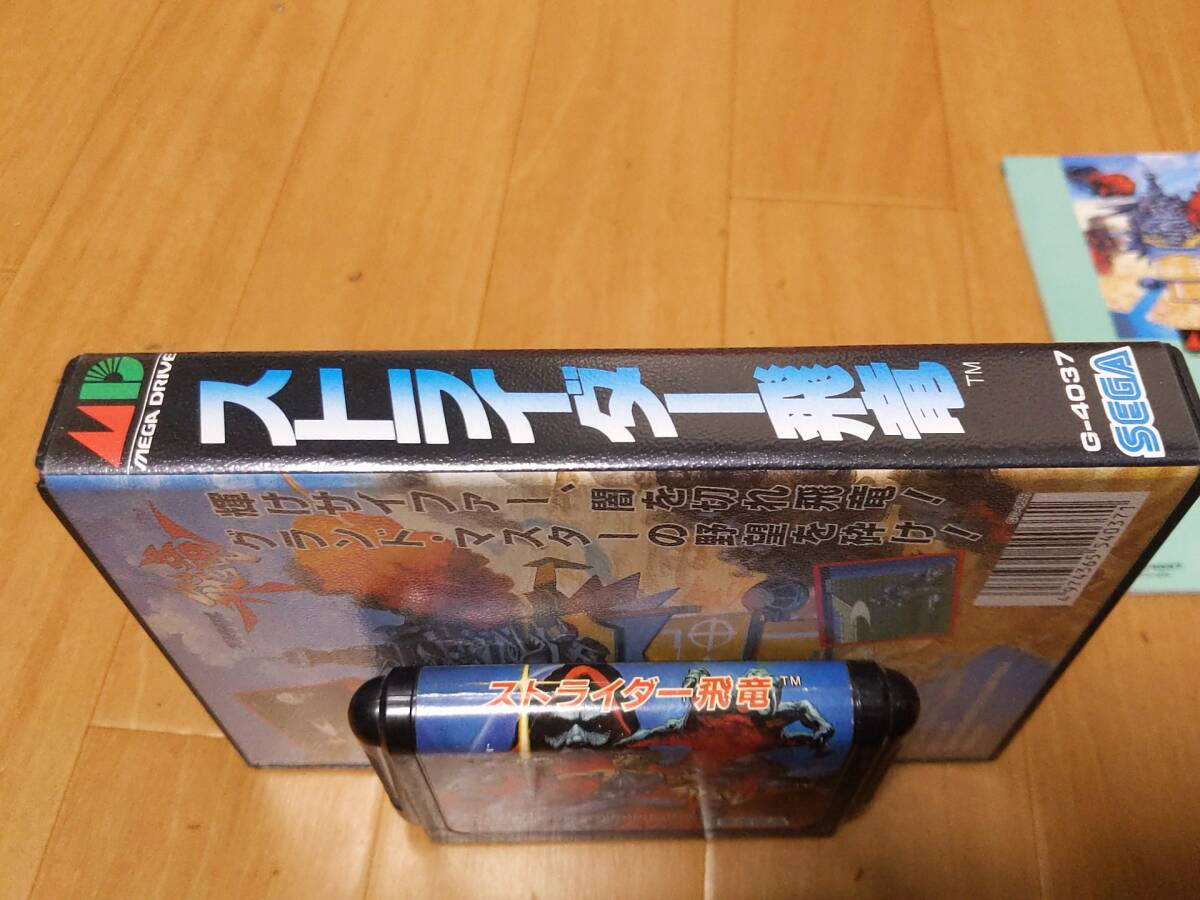 MD
MEGA DRIVE
ストライダー飛竜
TM
G-4037
SEGA
輝けサイファー、闇を切れ飛竜!
グランド・マスターの野望を砕け!
4974365540371
ストライダー飛竜
TM